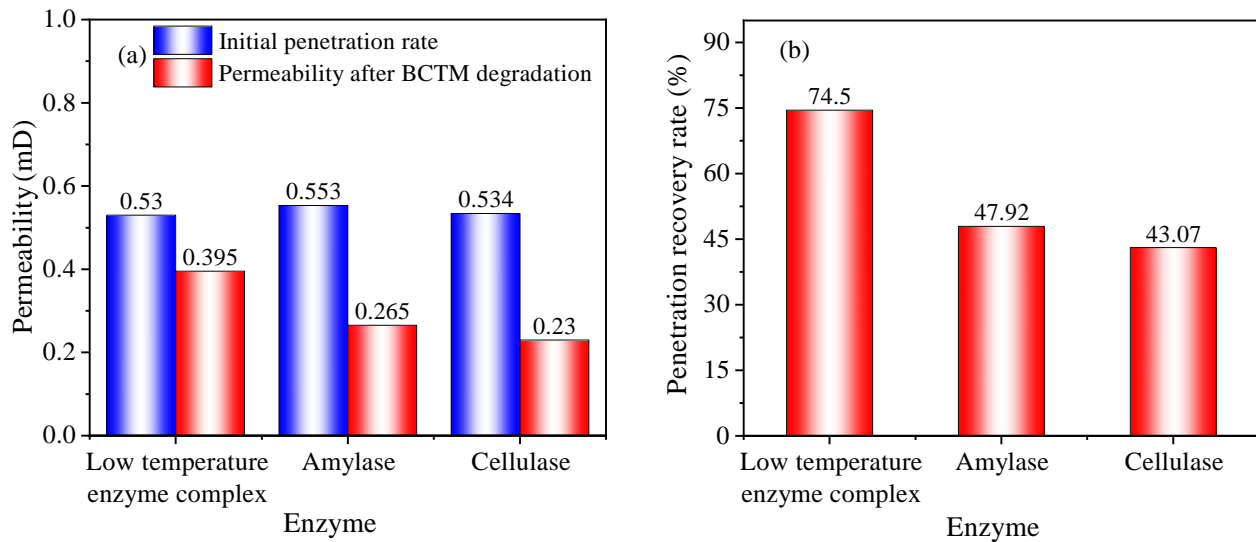 (a)
Initial penetration rate
Permeability after BCTM degradation
Permeability (mD)
1.0
0.8
0.6
0.4
0.2
0.0
0.53
0.395
0.553
0.265
0.534
0.23
Low temperature
enzyme complex
Amylase
Cellulase
Enzyme
(b)
Penetration recovery rate (%)
90
75
60
45
30
15
0
74.5
47.92
43.07
Low temperature
enzyme complex
Amylase
Cellulase
Enzyme